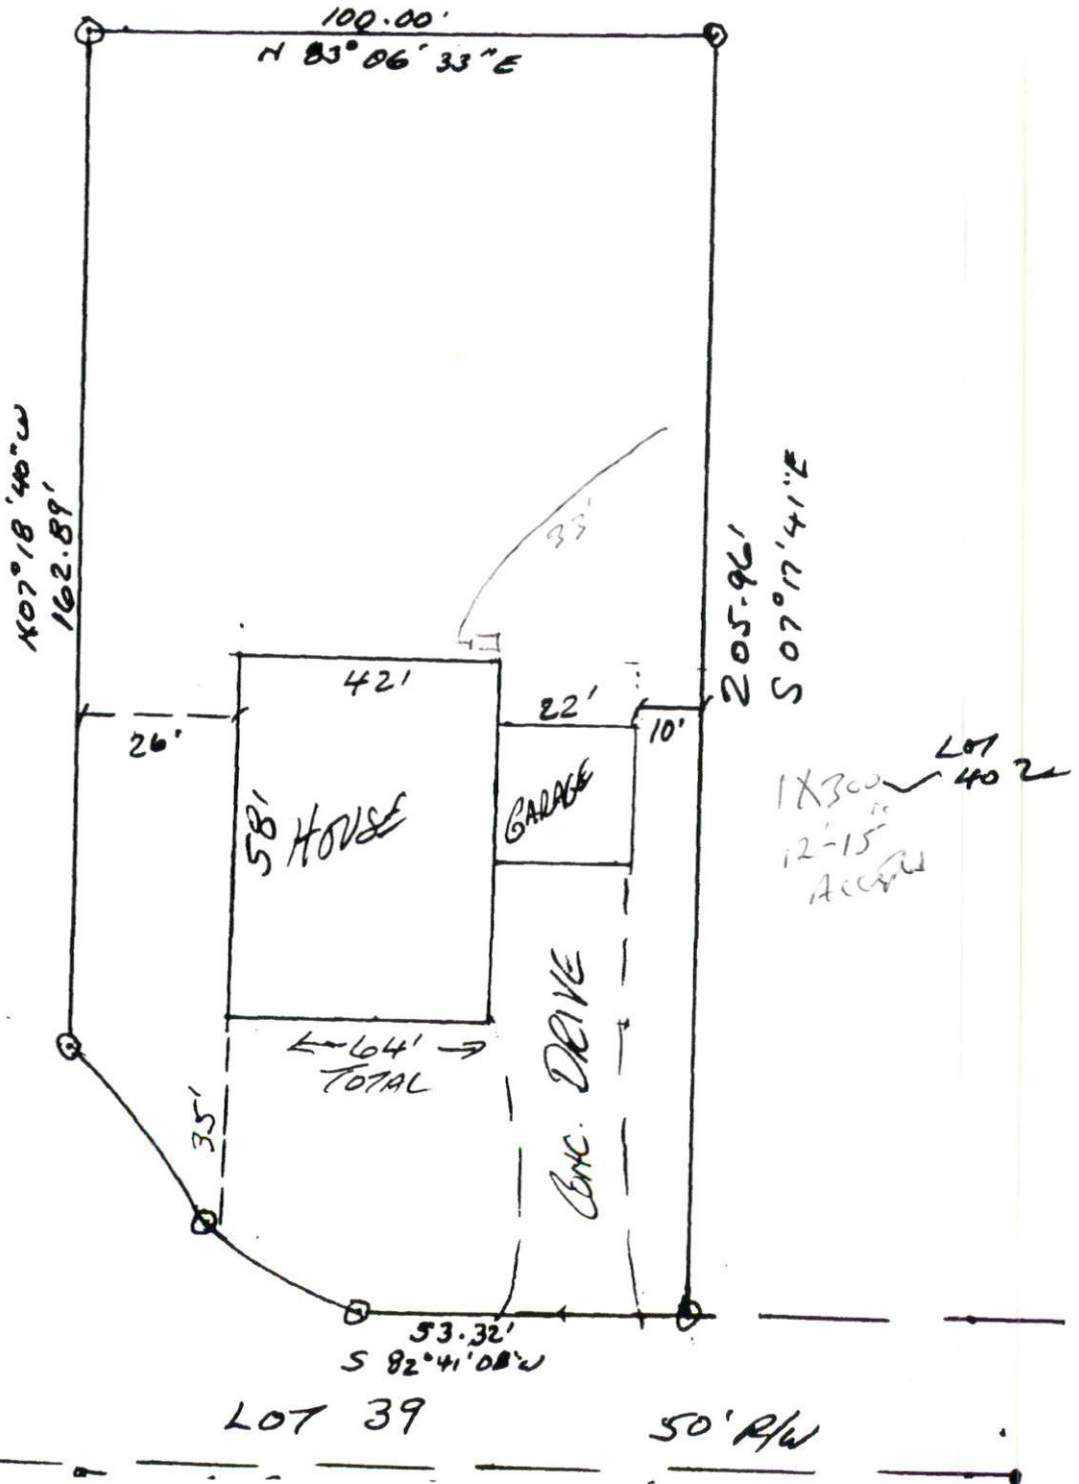 100.00'
N 83° 06' 33" E
N07° 18' 40" W
162.89'
33'
205.96'
S 07° 17' 41" E
42'
22'
10'
26'
58'
HOUSE
GARAGE
LOT
40
1X300
12'-15"
64'
TOTAL
35'
CONC. DRIVE
53.32'
S 82° 41' 08" W
LOT 39
50' R/W